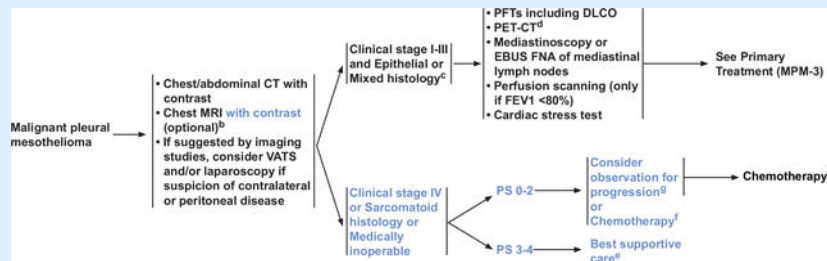 Malignant pleural
mesothelioma
• Chest/abdominal CT with
contrast
• Chest MRI with contrast
(optional)b
• If suggested by imaging
studies, consider VATS
and/or laparoscopy if
suspicion of contralateral
or peritoneal disease
Clinical stage I-III
and Epithelial or
Mixed histologyc
• PFTs including DLCO
• PET-CTd
• Mediastinoscopy or
EBUS FNA of mediastinal
lymph nodes
• Perfusion scanning (only
if FEV1 <80%)
• Cardiac stress test
See Primary
Treatment (MPM-3)
Clinical stage IV
or Sarcomatoid
histology or
Medically
inoperable
PS 0-2
Consider
observation for
progressiong
or
Chemotherapyf
Chemotherapy
PS 3-4
Best supportive
caree